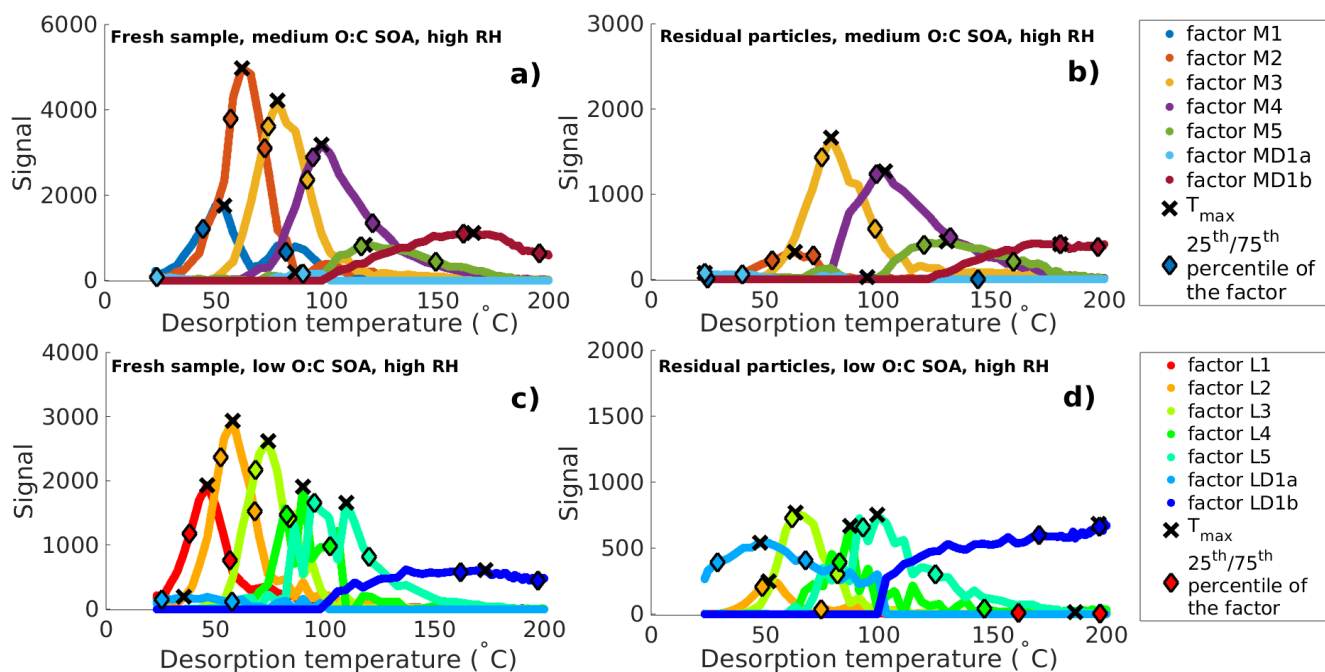 Fresh sample, medium O:C SOA, high RH
a)
Signal
6000
4000
2000
0
0
50
100
150
200
Desorption temperature (°C)
Residual particles, medium O:C SOA, high RH
b)
Signal
3000
2000
1000
0
0
50
100
150
200
Desorption temperature (°C)
factor M1
factor M2
factor M3
factor M4
factor M5
factor MD1a
factor MD1b
Tmax
25th/75th
percentile of
the factor
Fresh sample, low O:C SOA, high RH
c)
Signal
4000
3000
2000
1000
0
0
50
100
150
200
Desorption temperature (°C)
Residual particles, low O:C SOA, high RH
d)
Signal
2000
1500
1000
500
0
0
50
100
150
200
Desorption temperature (°C)
factor L1
factor L2
factor L3
factor L4
factor L5
factor LD1a
factor LD1b
Tmax
25th/75th
percentile of
the factor